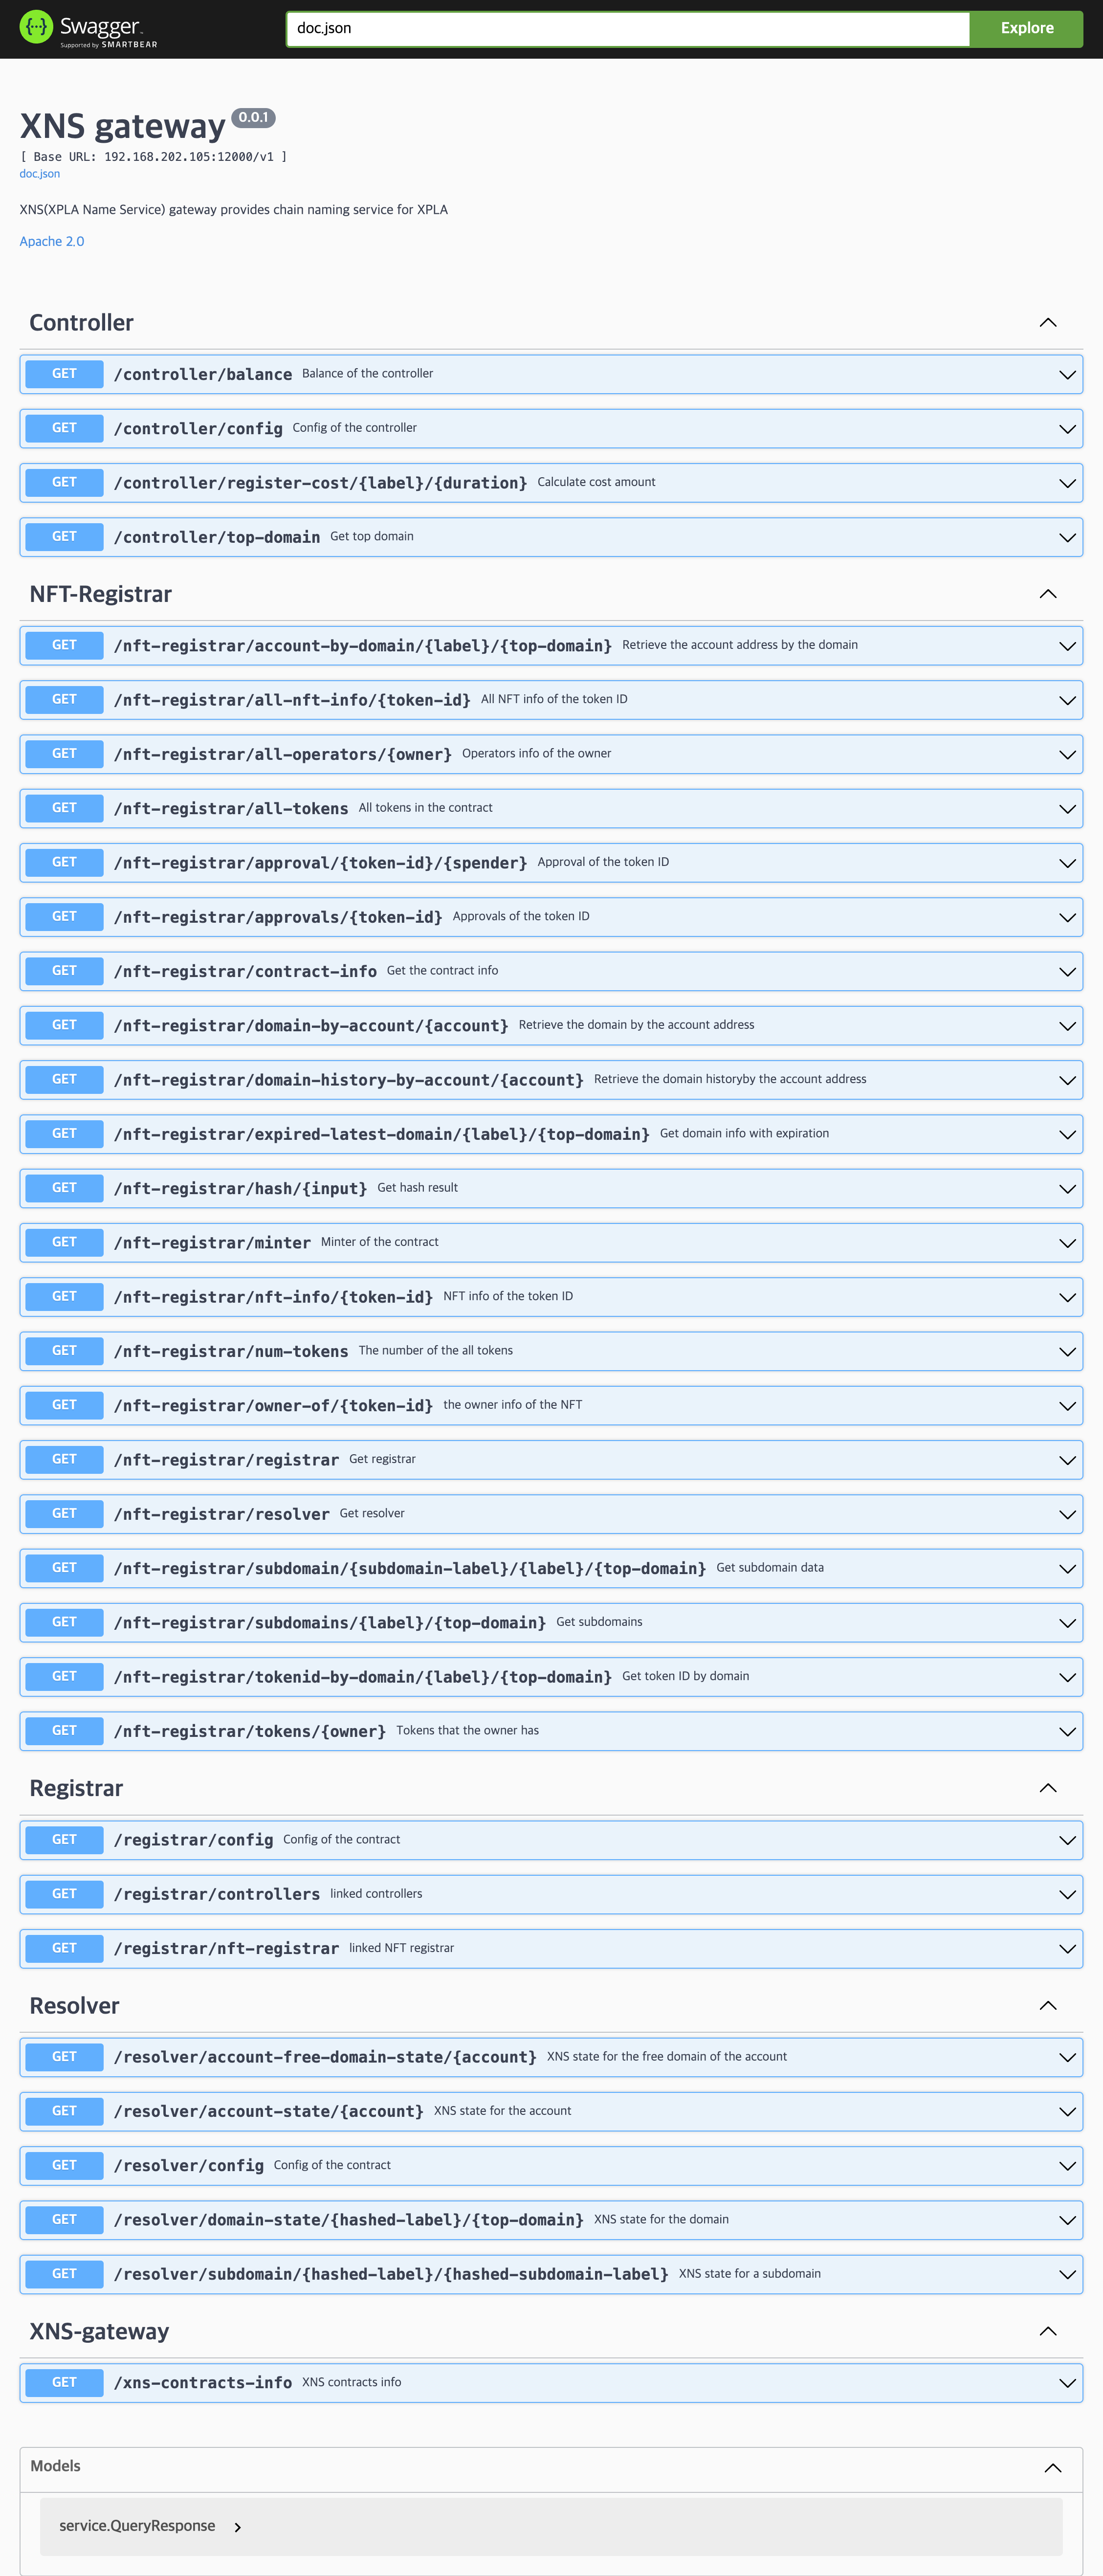 Swagger
Supported by SMARTBEAR
doc.json
Explore
XNS gateway 0.0.1
[ Base URL: 192.168.202.105:12000/v1 ]
doc.json
XNS(XPLA Name Service) gateway provides chain naming service for XPLA
Apache 2.0
Controller
GET /controller/balance Balance of the controller
GET /controller/config Config of the controller
GET /controller/register-cost/{label}/{duration} Calculate cost amount
GET /controller/top-domain Get top domain
NFT-Registrar
GET /nft-registrar/account-by-domain/{label}/{top-domain} Retrieve the account address by the domain
GET /nft-registrar/all-nft-info/{token-id} All NFT info of the token ID
GET /nft-registrar/all-operators/{owner} Operators info of the owner
GET /nft-registrar/all-tokens All tokens in the contract
GET /nft-registrar/approval/{token-id}/{spender} Approval of the token ID
GET /nft-registrar/approvals/{token-id} Approvals of the token ID
GET /nft-registrar/contract-info Get the contract info
GET /nft-registrar/domain-by-account/{account} Retrieve the domain by the account address
GET /nft-registrar/domain-history-by-account/{account} Retrieve the domain historyby the account address
GET /nft-registrar/expired-latest-domain/{label}/{top-domain} Get domain info with expiration
GET /nft-registrar/hash/{input} Get hash result
GET /nft-registrar/minter Minter of the contract
GET /nft-registrar/nft-info/{token-id} NFT info of the token ID
GET /nft-registrar/num-tokens The number of the all tokens
GET /nft-registrar/owner-of/{token-id} the owner info of the NFT
GET /nft-registrar/registrar Get registrar
GET /nft-registrar/resolver Get resolver
GET /nft-registrar/subdomain/{subdomain-label}/{label}/{top-domain} Get subdomain data
GET /nft-registrar/subdomains/{label}/{top-domain} Get subdomains
GET /nft-registrar/tokenid-by-domain/{label}/{top-domain} Get token ID by domain
GET /nft-registrar/tokens/{owner} Tokens that the owner has
Registrar
GET /registrar/config Config of the contract
GET /registrar/controllers linked controllers
GET /registrar/nft-registrar linked NFT registrar
Resolver
GET /resolver/account-free-domain-state/{account} XNS state for the free domain of the account
GET /resolver/account-state/{account} XNS state for the account
GET /resolver/config Config of the contract
GET /resolver/domain-state/{hashed-label}/{top-domain} XNS state for the domain
GET /resolver/subdomain/{hashed-label}/{hashed-subdomain-label} XNS state for a subdomain
XNS-gateway
GET /xns-contracts-info XNS contracts info
Models
service.QueryResponse